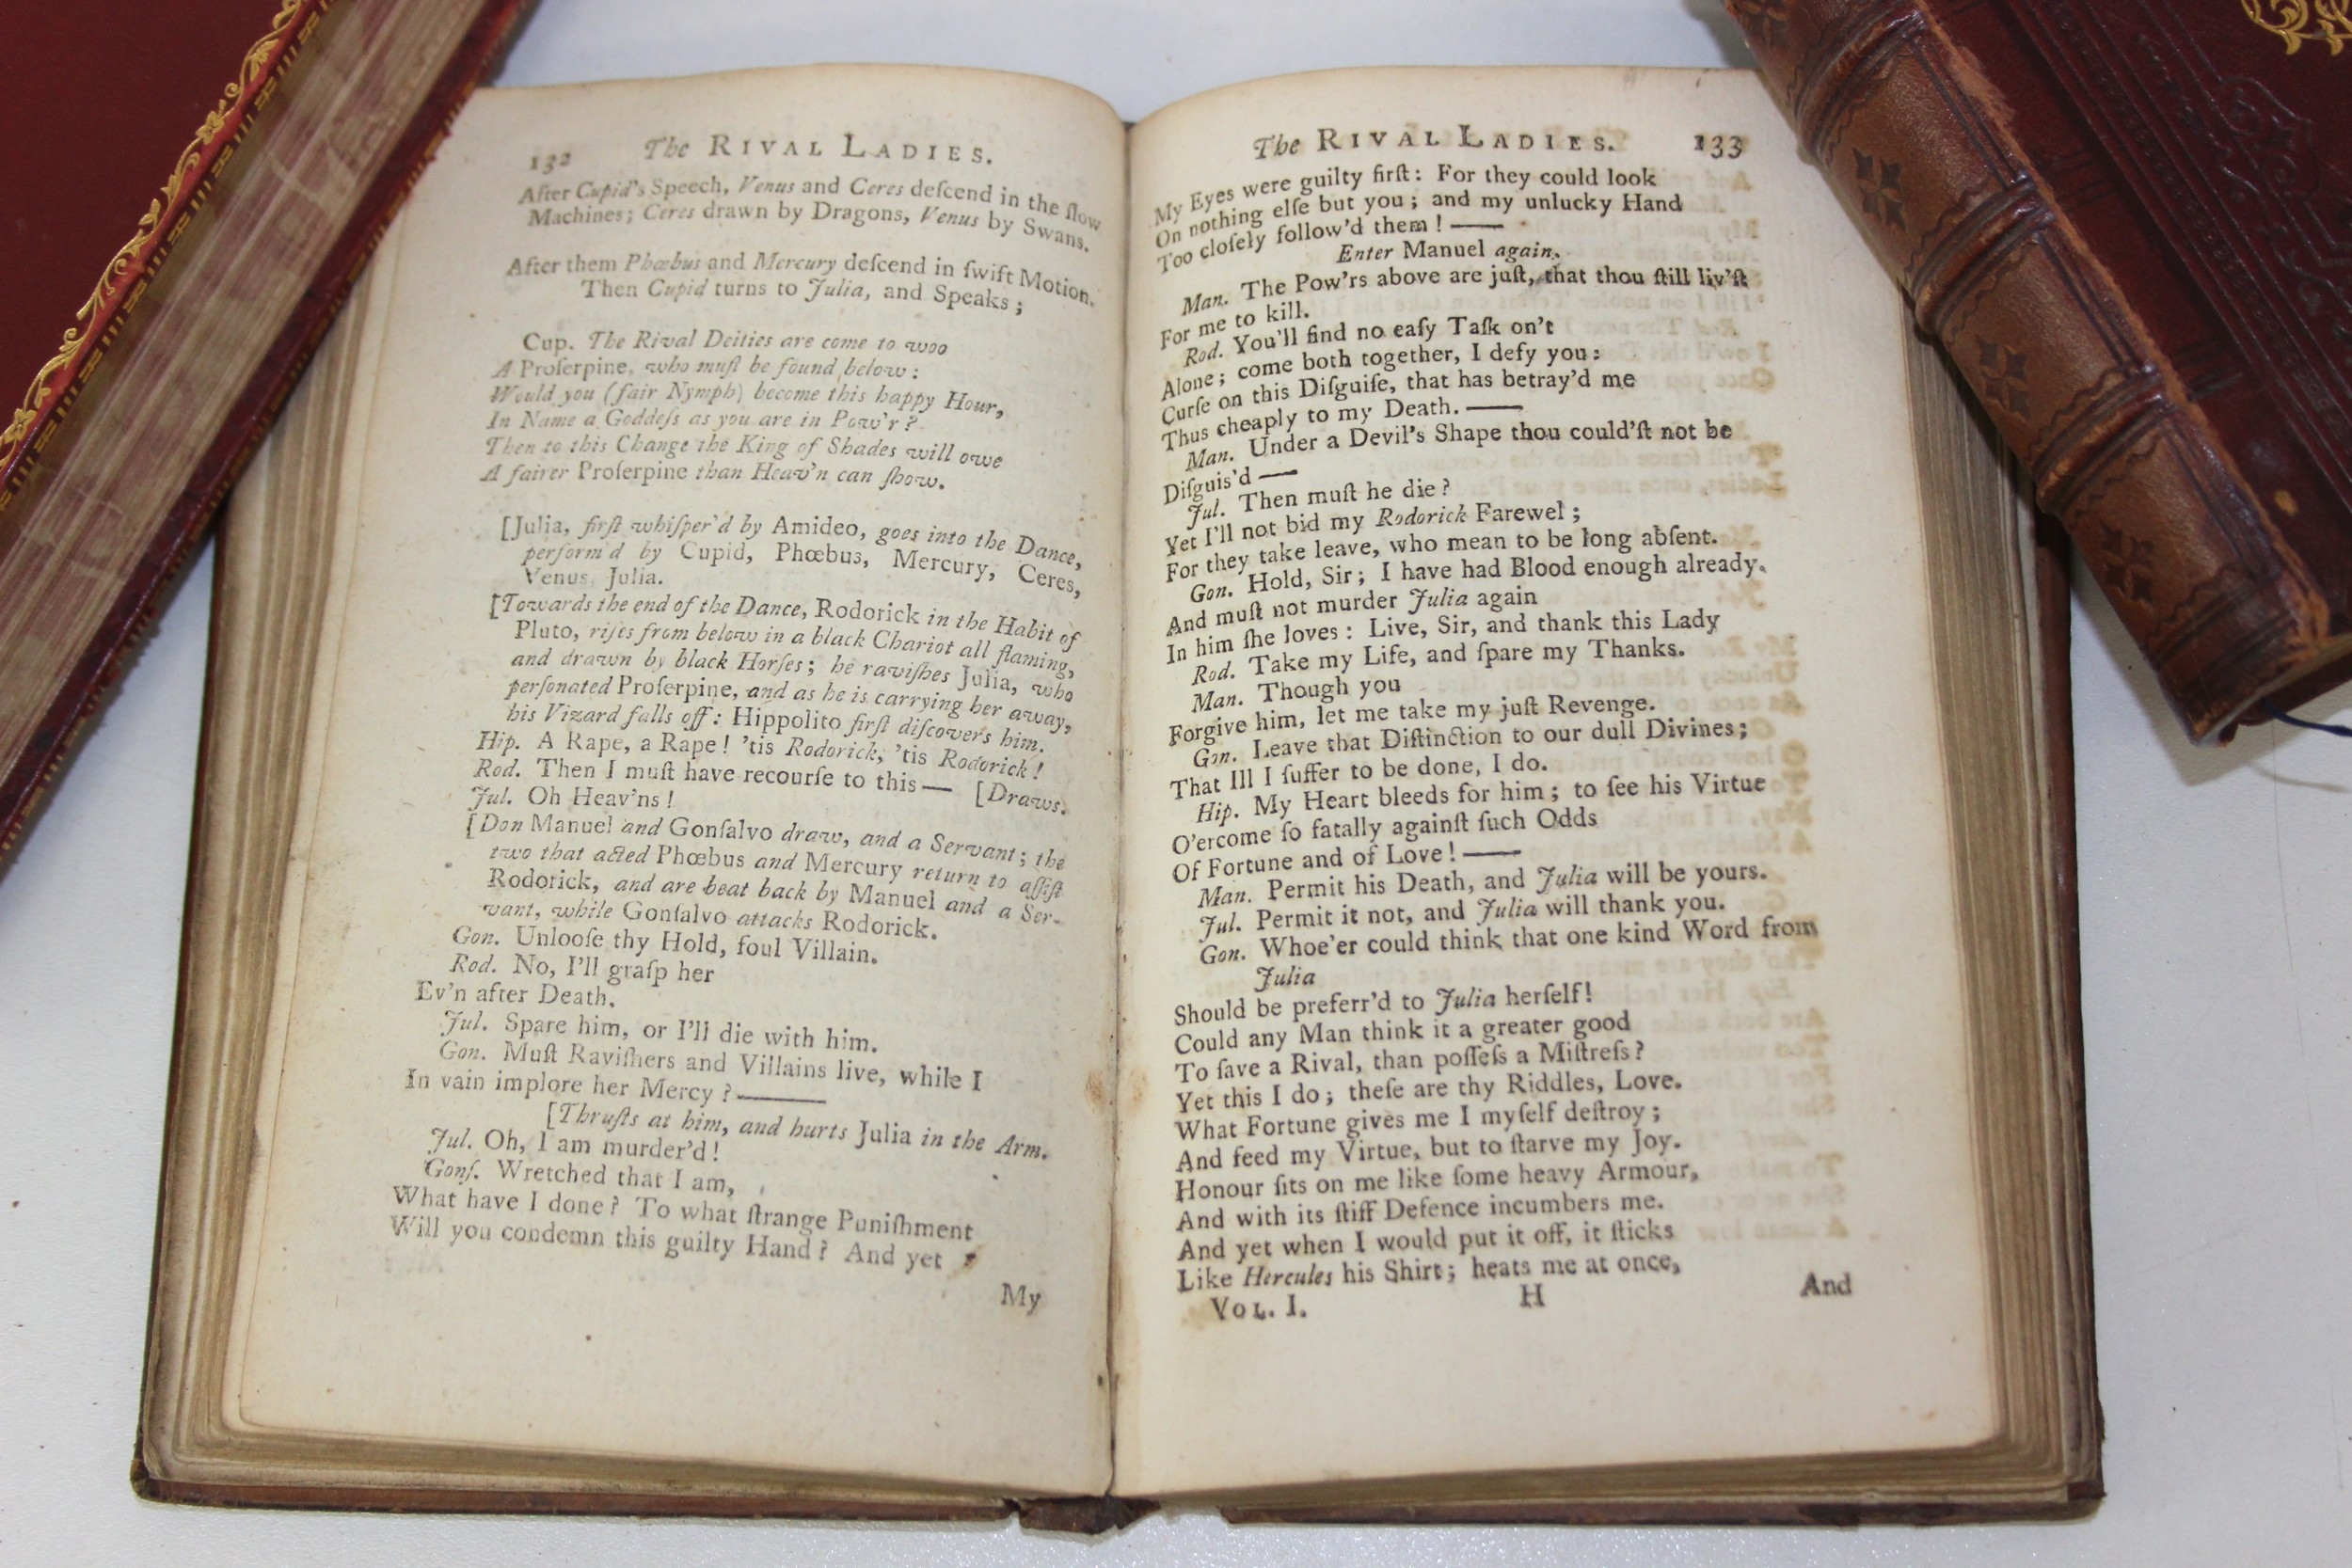 132 The RIVAL LADIES.
After Cupid's Speech, Venus and Ceres deſcend in the ſlow
Machines; Ceres drawn by Dragons, Venus by Swans.
After them Phœbus and Mercury deſcend in ſwift Motion.
Then Cupid turns to Julia, and Speaks;
Cup. The Rival Deities are come to woo
A Proſerpine, who muſt be found below:
Would you (fair Nymph) become this happy Hour,
In Name a Goddeſs as you are in Pow'r?
Then to this Change the King of Shades will owe
A fairer Proſerpine than Heav'n can ſhow.
[Julia, firſt whiſper'd by Amideo, goes into the Dance,
perform'd by Cupid, Phœbus, Mercury, Ceres,
Venus, Julia.
[Towards the end of the Dance, Rodorick in the Habit of
Pluto, riſes from below in a black Chariot all flaming,
and drawn by black Horſes; he raviſhes Julia, who
perſonated Proſerpine, and as he is carrying her away,
his Vizard falls off: Hippolito firſt diſcovers him.
Hip. A Rape, a Rape! 'tis Rodorick, 'tis Rodorick!
Rod. Then I muſt have recourſe to this— [Draws.
Jul. Oh Heav'ns!
[Don Manuel and Gonſalvo draw, and a Servant; the
two that acted Phœbus and Mercury return to aſſiſt
Rodorick, and are beat back by Manuel and a Ser-
vant, while Gonſalvo attacks Rodorick.
Gon. Unlooſe thy Hold, foul Villain.
Rod. No, I'll graſp her
Ev'n after Death.
Jul. Spare him, or I'll die with him.
Gon. Muſt Raviſhers and Villains live, while I
In vain implore her Mercy?——
[Thruſts at him, and hurts Julia in the Arm.
Jul. Oh, I am murder'd!
Gonſ. Wretched that I am,
What have I done? To what ſtrange Puniſhment
Will you condemn this guilty Hand? And yet
My
The RIVAL LADIES. 133
My Eyes were guilty firſt: For they could look
On nothing elſe but you; and my unlucky Hand
Too cloſely follow'd them!——
Enter Manuel again.
Man. The Pow'rs above are juſt, that thou ſtill liv'ſt
For me to kill.
Rod. You'll find no eaſy Taſk on't
Alone; come both together, I defy you:
Curſe on this Diſguiſe, that has betray'd me
Thus cheaply to my Death.——
Man. Under a Devil's Shape thou could'ſt not be
Diſguis'd—
Jul. Then muſt he die?
Yet I'll not bid my Rodorick Farewel;
For they take leave, who mean to be long abſent.
Gon. Hold, Sir; I have had Blood enough already.
And muſt not murder Julia again
In him ſhe loves: Live, Sir, and thank this Lady
Rod. Take my Life, and ſpare my Thanks.
Man. Though you
Forgive him, let me take my juſt Revenge.
Gon. Leave that Diſtinction to our dull Divines;
That Ill I ſuffer to be done, I do.
Hip. My Heart bleeds for him; to ſee his Virtue
O'ercome ſo fatally againſt ſuch Odds
Of Fortune and of Love!——
Man. Permit his Death, and Julia will be yours.
Jul. Permit it not, and Julia will thank you.
Gon. Whoe'er could think that one kind Word from
Julia
Should be preferr'd to Julia herſelf!
Could any Man think it a greater good
To ſave a Rival, than poſſeſs a Miſtreſs?
Yet this I do; theſe are thy Riddles, Love.
What Fortune gives me I myſelf deſtroy;
And feed my Virtue, but to ſtarve my Joy.
Honour ſits on me like ſome heavy Armour,
And with its ſtiff Defence incumbers me.
And yet when I would put it off, it ſticks
Like Hercules his Shirt; heats me at once,
VOL. I. H And